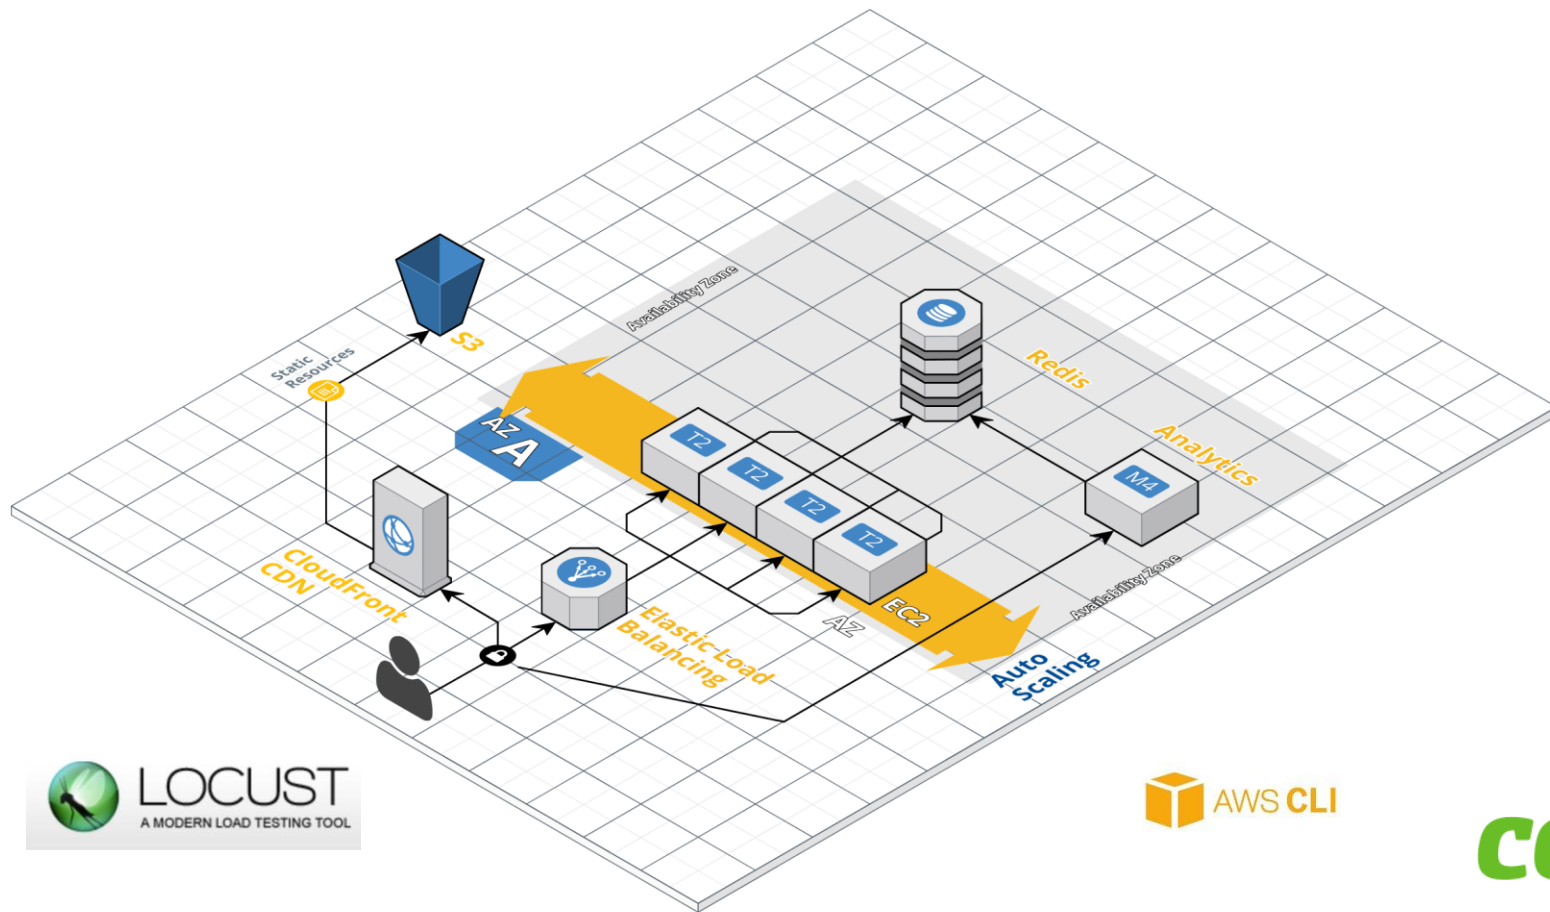 Availability Zone
S3
Static
Resources
Redis
AZ
A
T2
T2
T2
T2
Analytics
M4
CloudFront
CDN
Elastic Load
Balancing
EC2
AZ
Availability Zone
Auto
Scaling
LOCUST
A MODERN LOAD TESTING TOOL
AWS CLI